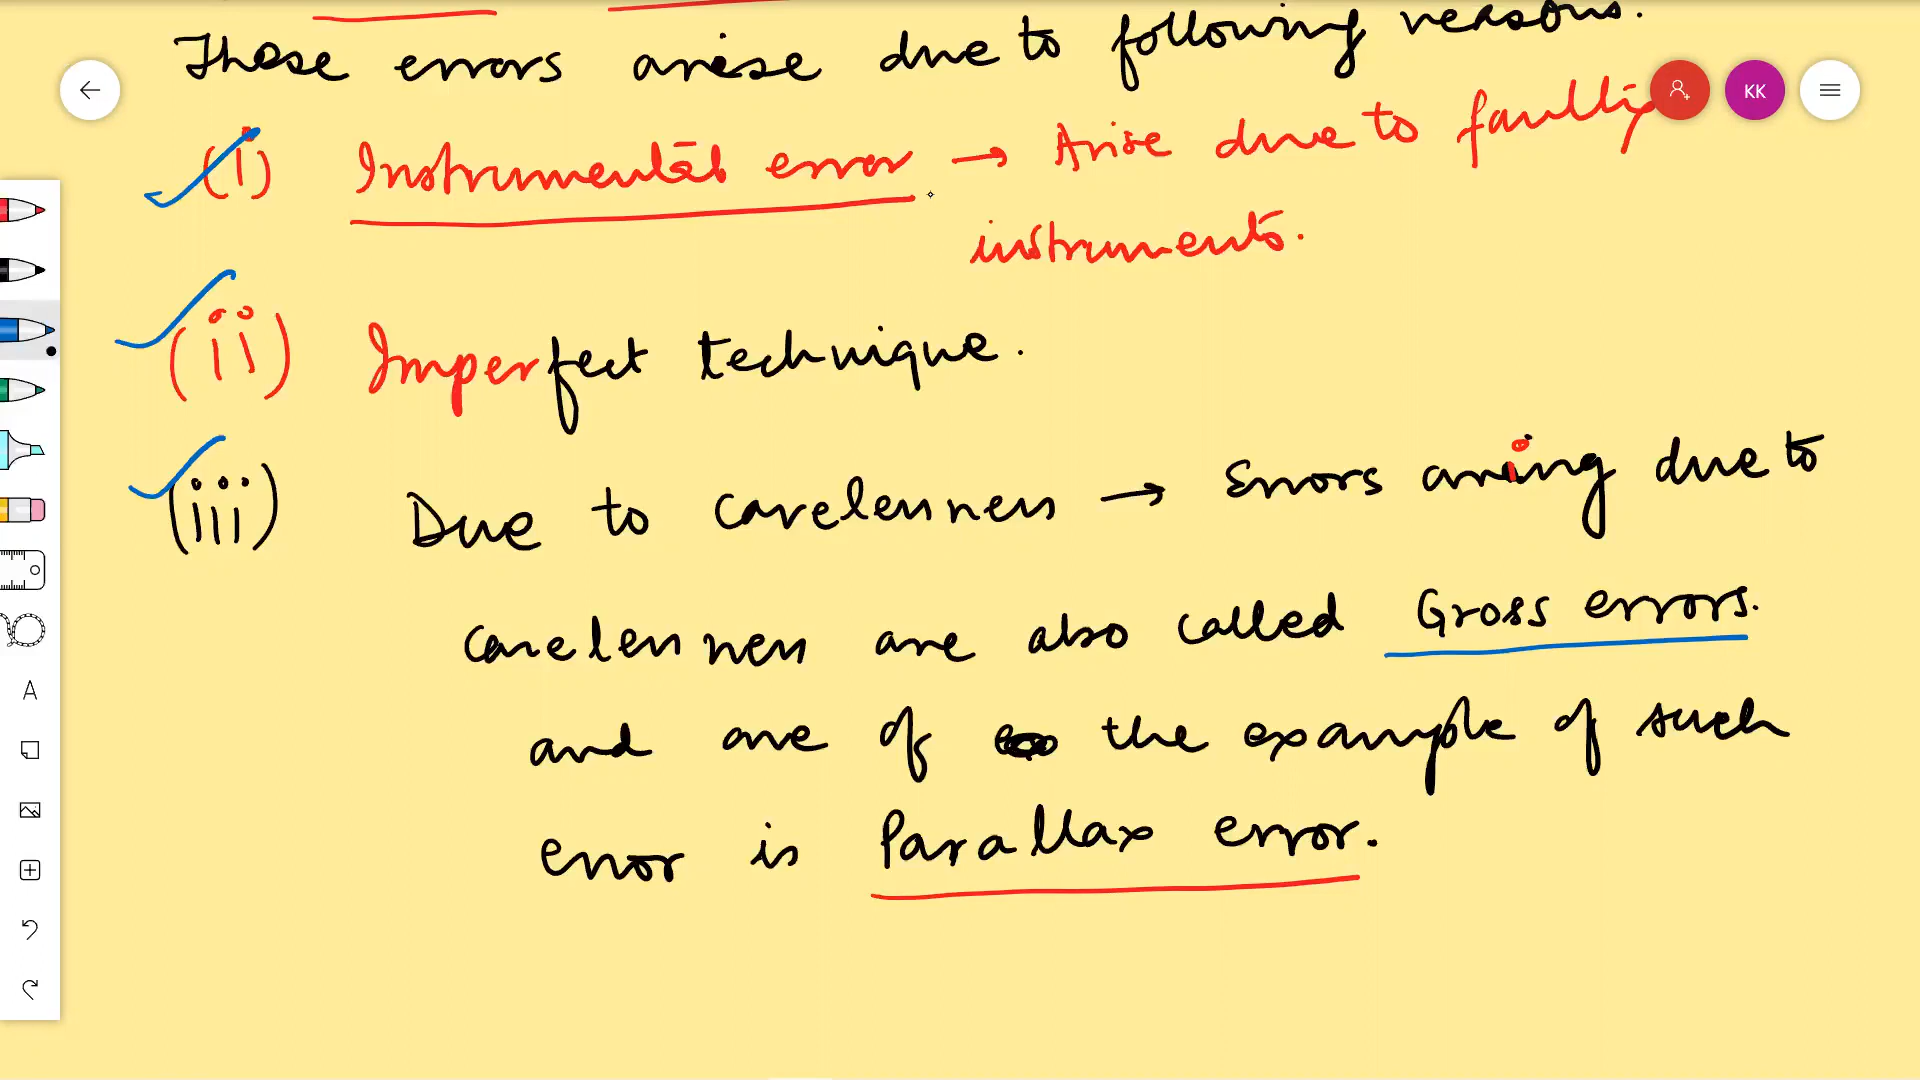 These errors arise due to following reasons.
KK
(i) Instrumental error → Arise due to faulty
instruments.
(ii) Imperfect technique.
(iii) Due to carelessness → Errors arising due to
carelessness are also called Gross errors.
and one of the example of such
error is Parallax error.
A